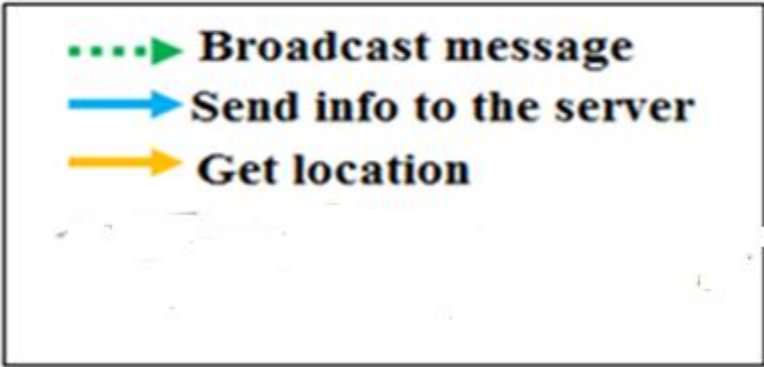 Broadcast message
Send info to the server
Get location